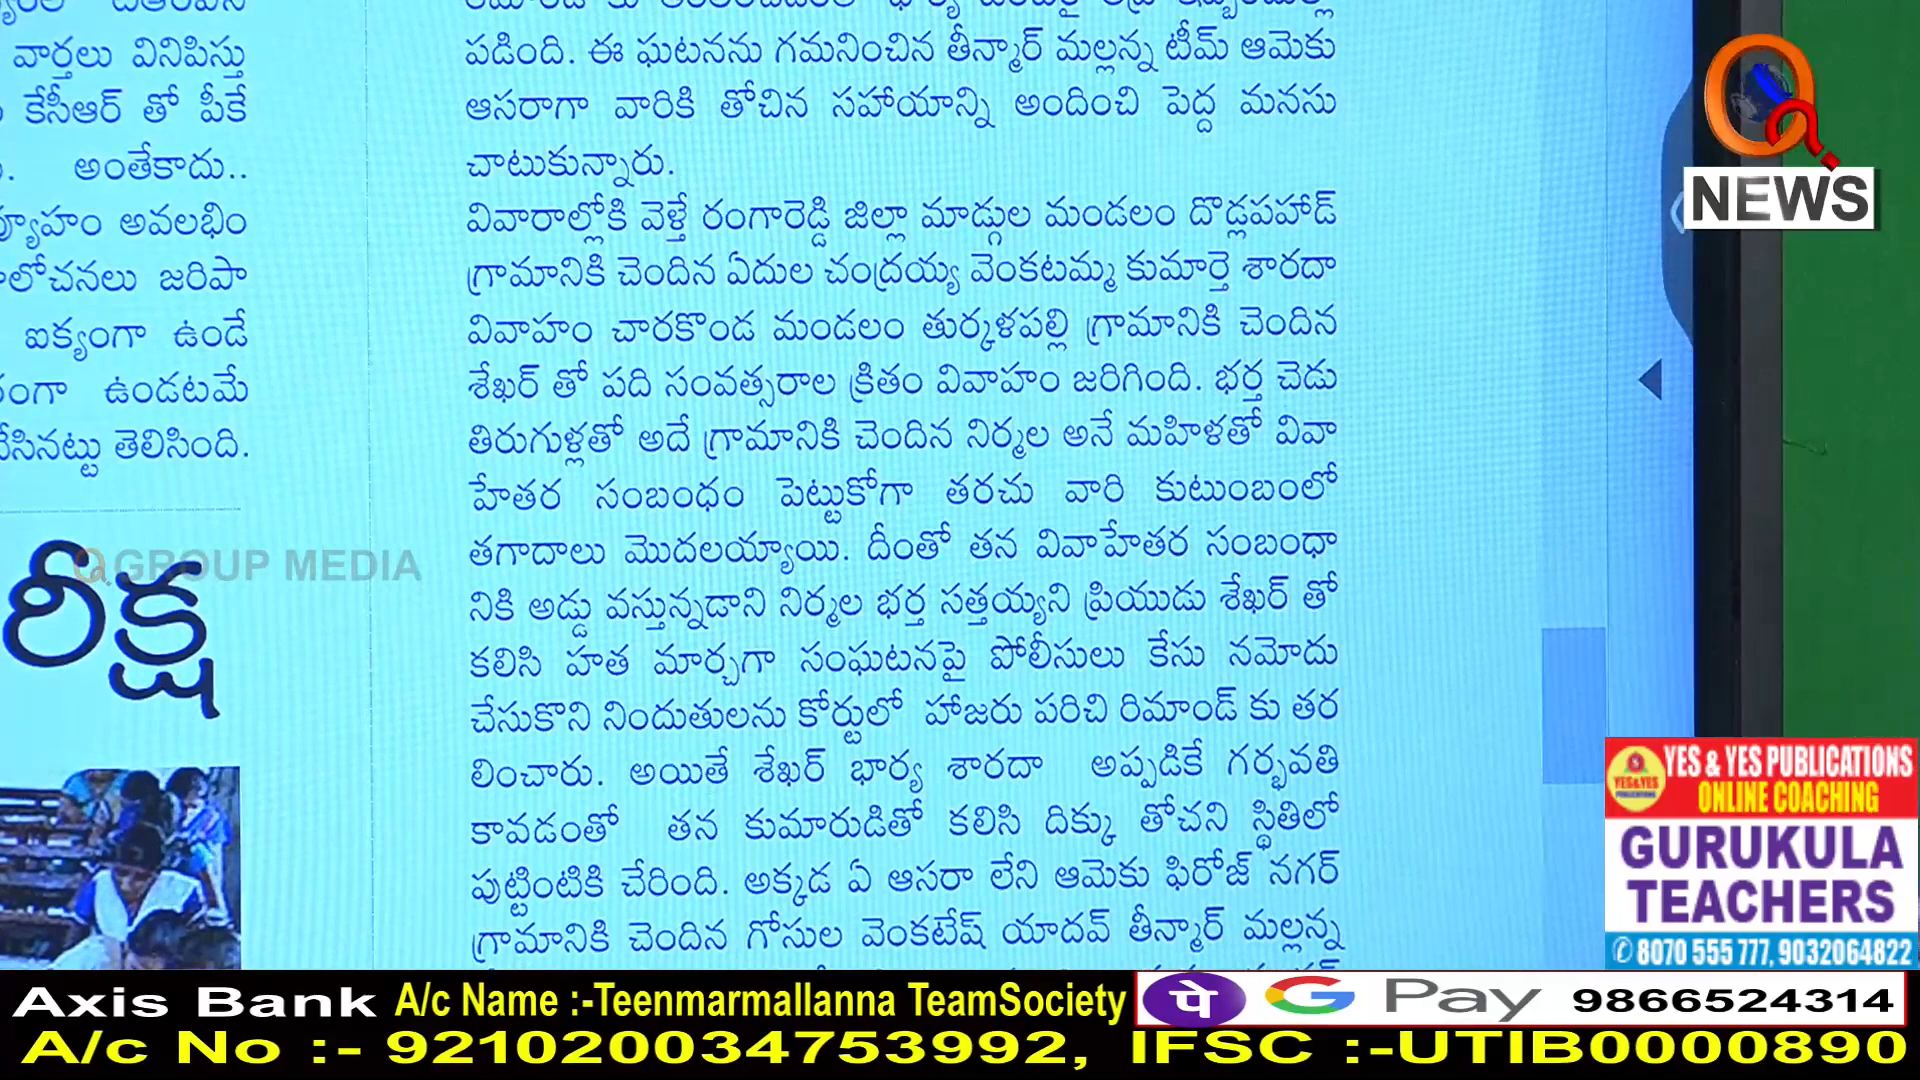 వార్తలు వినిపిస్తు
కేసీఆర్ తో పీకే
అంతేకాదు..
వ్యూహం అవలభిం
లోచనలు జరిపా
ఐక్యంగా ఉండే
ఉండటమే
తెలిసింది.
రీక్ష
పడింది. ఈ ఘటనను గమనించిన తీన్మార్ మల్లన్న టీమ్ ఆమెకు
ఆసరాగా వారికి తోచిన సహాయాన్ని అందించి పెద్ద మనసు
చాటుకున్నారు.
వివారాల్లోకి వెళ్తే రంగారెడ్డి జిల్లా మాడ్గుల మండలం దొడ్లపహాడ్
గ్రామానికి చెందిన ఏదుల చంద్రయ్య వెంకటమ్మ కుమార్తె శారదా
వివాహం చారకొండ మండలం తుర్కళపల్లి గ్రామానికి చెందిన
శేఖర్ తో పది సంవత్సరాల క్రితం వివాహం జరిగింది. భర్త చెడు
తిరుగుళ్లతో అదే గ్రామానికి చెందిన నిర్మల అనే మహిళతో వివా
హేతర సంబంధం పెట్టుకోగా తరచు వారి కుటుంబంలో
తగాదాలు మొదలయ్యాయి. దీంతో తన వివాహేతర సంబంధా
నికి అడ్డు వస్తున్నడాని నిర్మల భర్త సత్తయ్యని ప్రియుడు శేఖర్ తో
కలిసి హత మార్చగా సంఘటనపై పోలీసులు కేసు నమోదు
చేసుకొని నిందుతులను కోర్టులో హాజరు పరిచి రిమాండ్ కు తర
లించారు. అయితే శేఖర్ భార్య శారదా అప్పడికే గర్భవతి
కావడంతో తన కుమారుడితో కలిసి దిక్కు తోచని స్థితిలో
పుట్టింటికి చేరింది. అక్కడ ఏ ఆసరా లేని ఆమెకు ఫిరోజ్ నగర్
గ్రామానికి చెందిన గోసుల వెంకటేష్ యాదవ్ తీన్మార్ మల్లన్న
Q GROUP MEDIA
NEWS
YES & YES PUBLICATIONS
ONLINE COACHING
GURUKULA
TEACHERS
8070 555 777, 9032064822
Axis Bank A/c Name :-Teenmarmallanna TeamSociety
पे G Pay 9866524314
A/c No :- 921020034753992, IFSC :-UTIB0000890